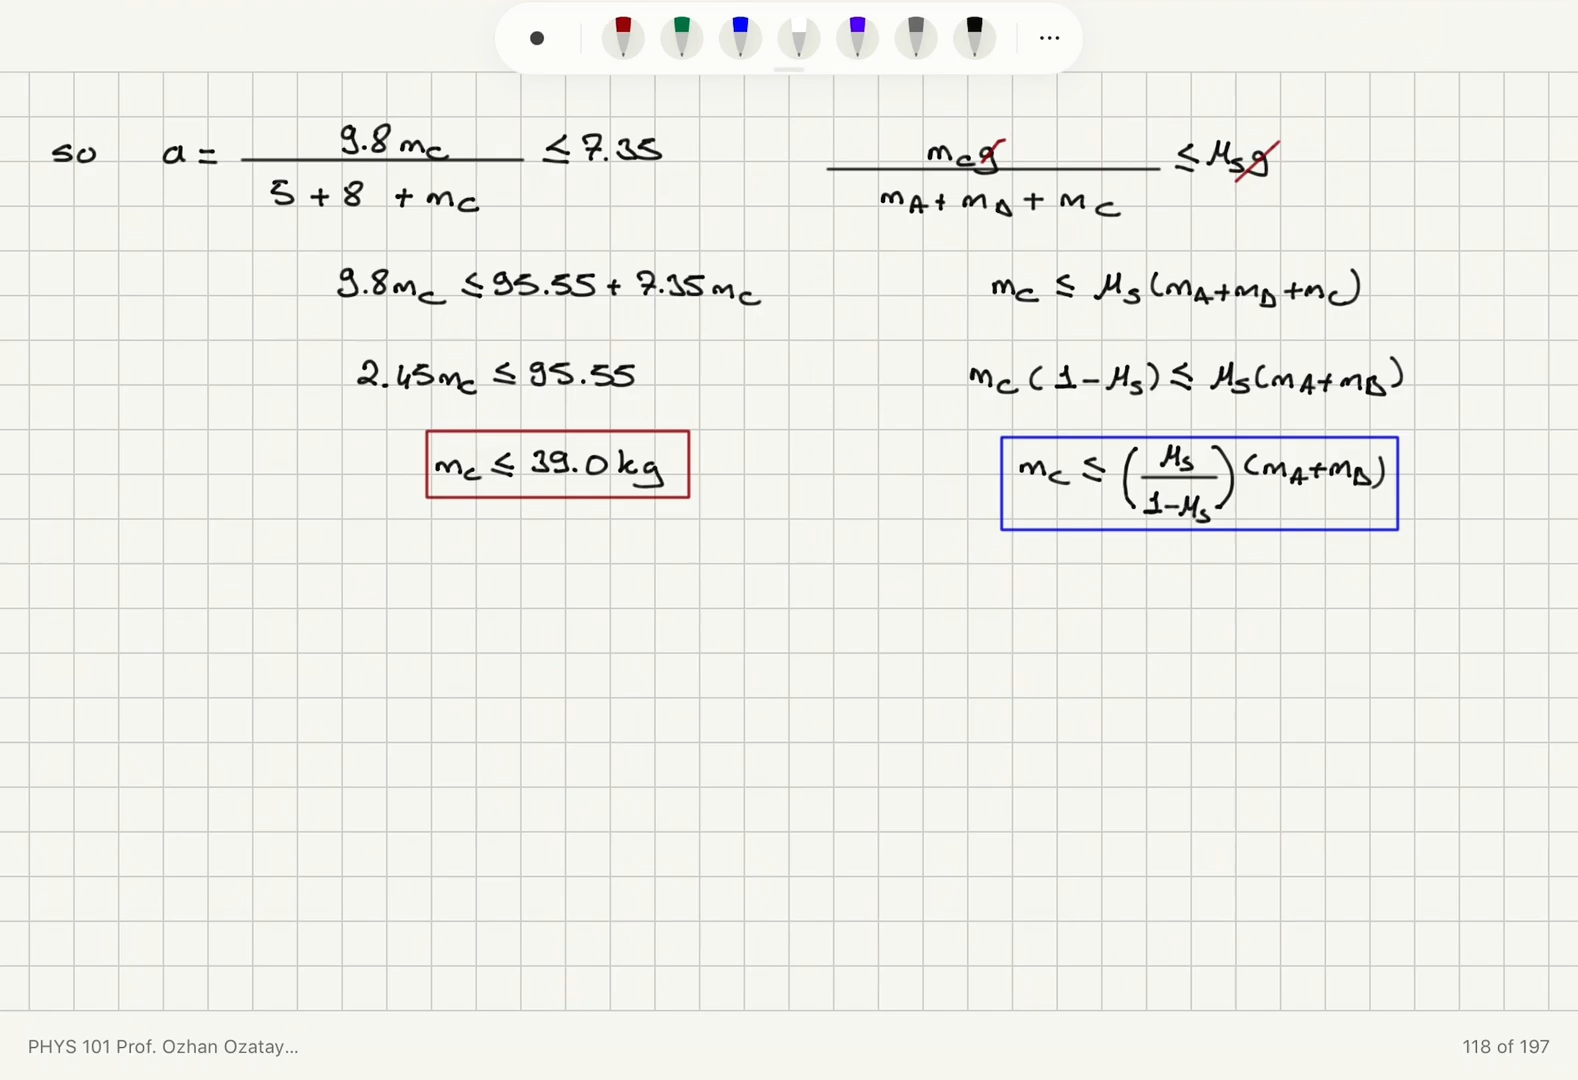 so a = 9.8 mC / 5 + 8 + mC ≤ 7.35
9.8mC ≤ 95.55 + 7.35mC
2.45mC ≤ 95.55
mC ≤ 39.0 kg
mCg / mA + mB + mC ≤ μsg
mC ≤ μs(mA+mB+mC)
mC(1-μs) ≤ μs(mA+mB)
mC ≤ (μs / 1-μs)(mA+mB)
PHYS 101 Prof. Ozhan Ozatay...
118 of 197